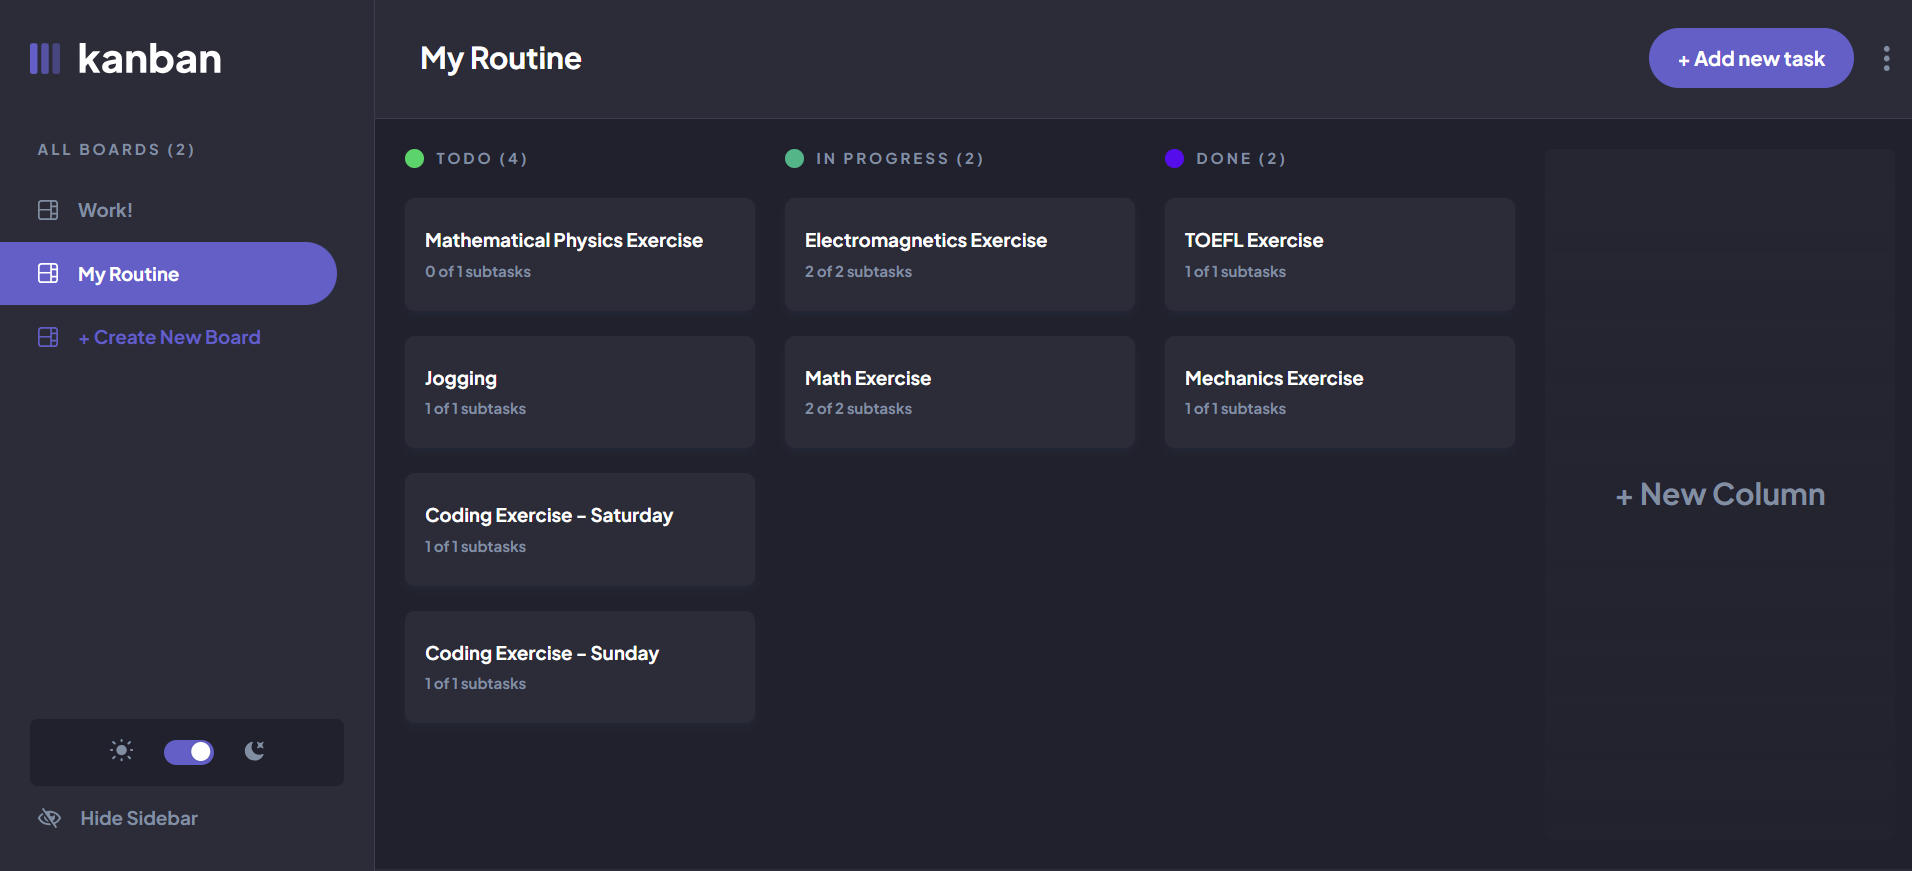 kanban
ALL BOARDS (2)
Work!
My Routine
+ Create New Board
Hide Sidebar
My Routine
+ Add new task
TODO (4)
Mathematical Physics Exercise
0 of 1 subtasks
Jogging
1 of 1 subtasks
Coding Exercise - Saturday
1 of 1 subtasks
Coding Exercise - Sunday
1 of 1 subtasks
IN PROGRESS (2)
Electromagnetics Exercise
2 of 2 subtasks
Math Exercise
2 of 2 subtasks
DONE (2)
TOEFL Exercise
1 of 1 subtasks
Mechanics Exercise
1 of 1 subtasks
+ New Column